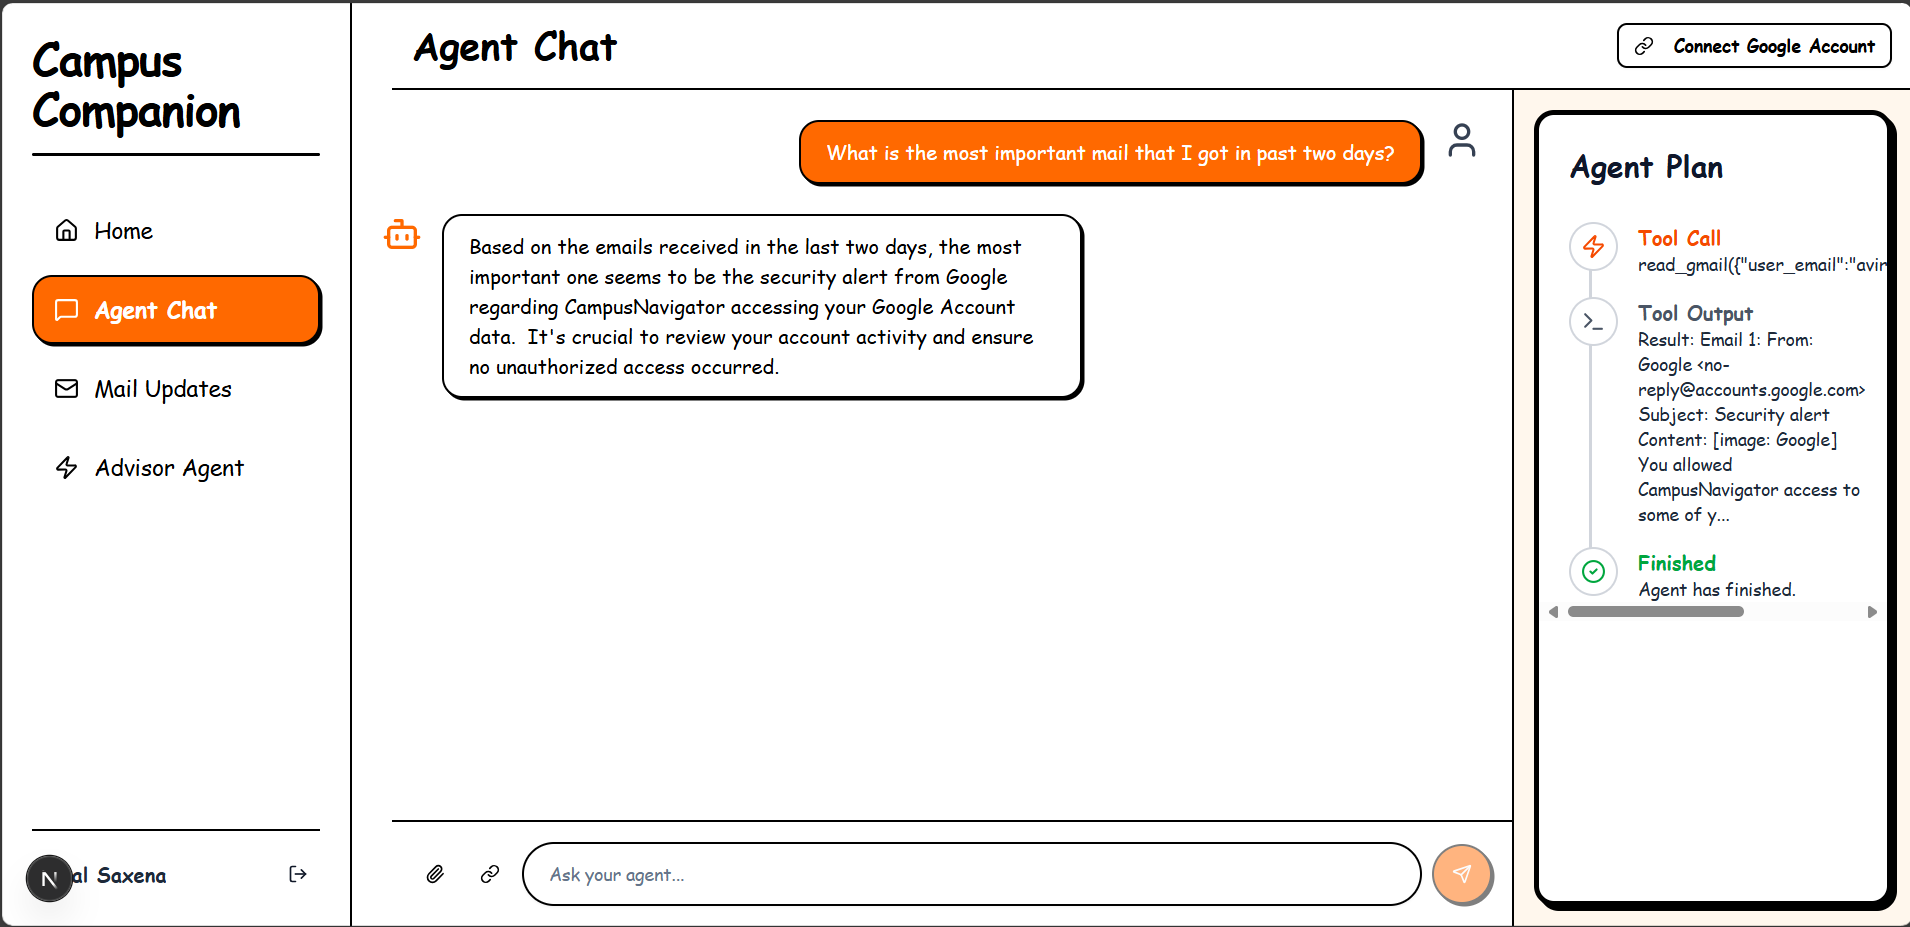 Campus
Companion
Home
Agent Chat
Mail Updates
Advisor Agent
al Saxena
Agent Chat
Connect Google Account
What is the most important mail that I got in past two days?
Based on the emails received in the last two days, the most
important one seems to be the security alert from Google
regarding CampusNavigator accessing your Google Account
data.  It's crucial to review your account activity and ensure
no unauthorized access occurred.
Ask your agent...
Agent Plan
Tool Call
read_gmail({"user_email":"avir
Tool Output
Result: Email 1: From:
Google <no-
reply@accounts.google.com>
Subject: Security alert
Content: [image: Google]
You allowed
CampusNavigator access to
some of y...
Finished
Agent has finished.